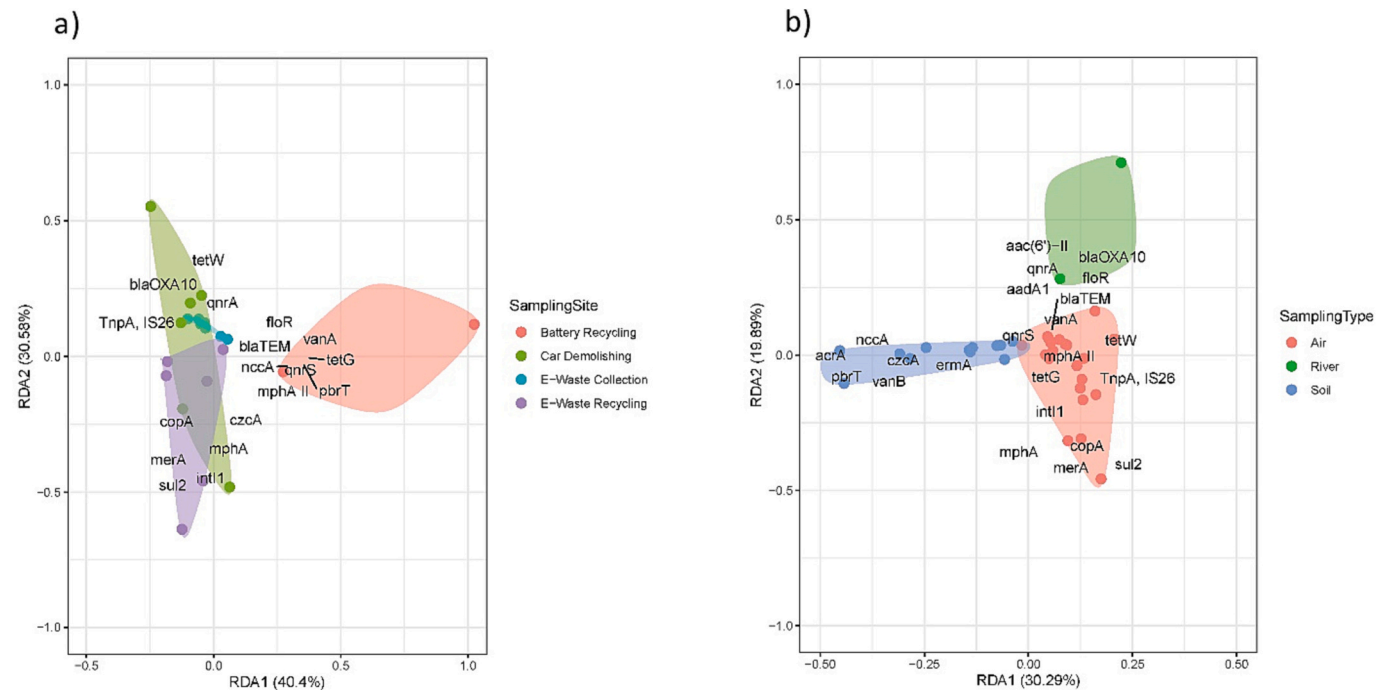 a)
1.0
0.5
0.0
−0.5
−1.0
RDA2 (30.58%)
tetW
blaOXA10
qnrA
TnpA, IS26
floR
vanA
blaTEM
tetG
nccA
qnrS
mphA II
pbrT
copA
czcA
mphA
merA
intI1
sul2
−0.5
0.0
0.5
1.0
RDA1 (40.4%)
SamplingSite
Battery Recycling
Car Demolishing
E-Waste Collection
E-Waste Recycling
b)
1.0
0.5
0.0
−0.5
−1.0
RDA2 (19.89%)
aac(6')−II
blaOXA10
qnrA
floR
aadA1
blaTEM
vanA
nccA
qnrS
tetW
acrA
czcA
mphA II
ermA
pbrT
vanB
tetG
TnpA, IS26
intI1
mphA
copA
merA
sul2
−0.50
−0.25
0.00
0.25
0.50
RDA1 (30.29%)
SamplingType
Air
River
Soil